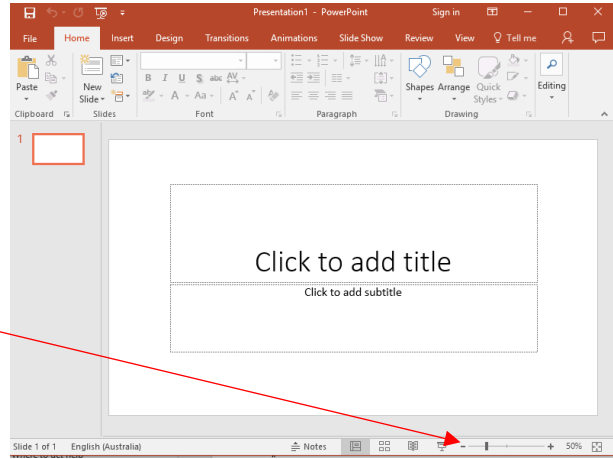 Presentation1 - PowerPoint Sign in
File Home Insert Design Transitions Animations Slide Show Review View Tell me
Paste New Slide B I U S abc AV A Aa A A Shapes Arrange Quick Styles Editing
Clipboard Slides Font Paragraph Drawing
1
Click to add title
Click to add subtitle
Slide 1 of 1 English (Australia) Notes 50%